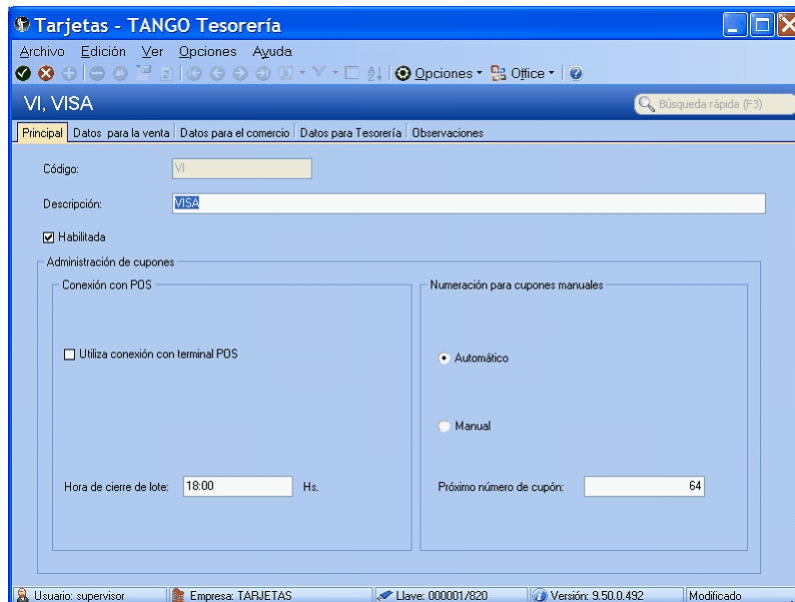 Tarjetas - TANGO Tesorería
Archivo Edición Ver Opciones Ayuda
Opciones Office
VI, VISA
Búsqueda rápida (F3)
Principal Datos para la venta Datos para el comercio Datos para Tesorería Observaciones
Código: VI
Descripción: VISA
Habilitada
Administración de cupones
Conexión con POS
Numeración para cupones manuales
Utiliza conexión con terminal POS
Automático
Manual
Hora de cierre de lote: 18:00 Hs.
Próximo número de cupón: 64
Usuario: supervisor Empresa: TARJETAS Llave: 000001/820 Versión: 9.50.0.492 Modificado